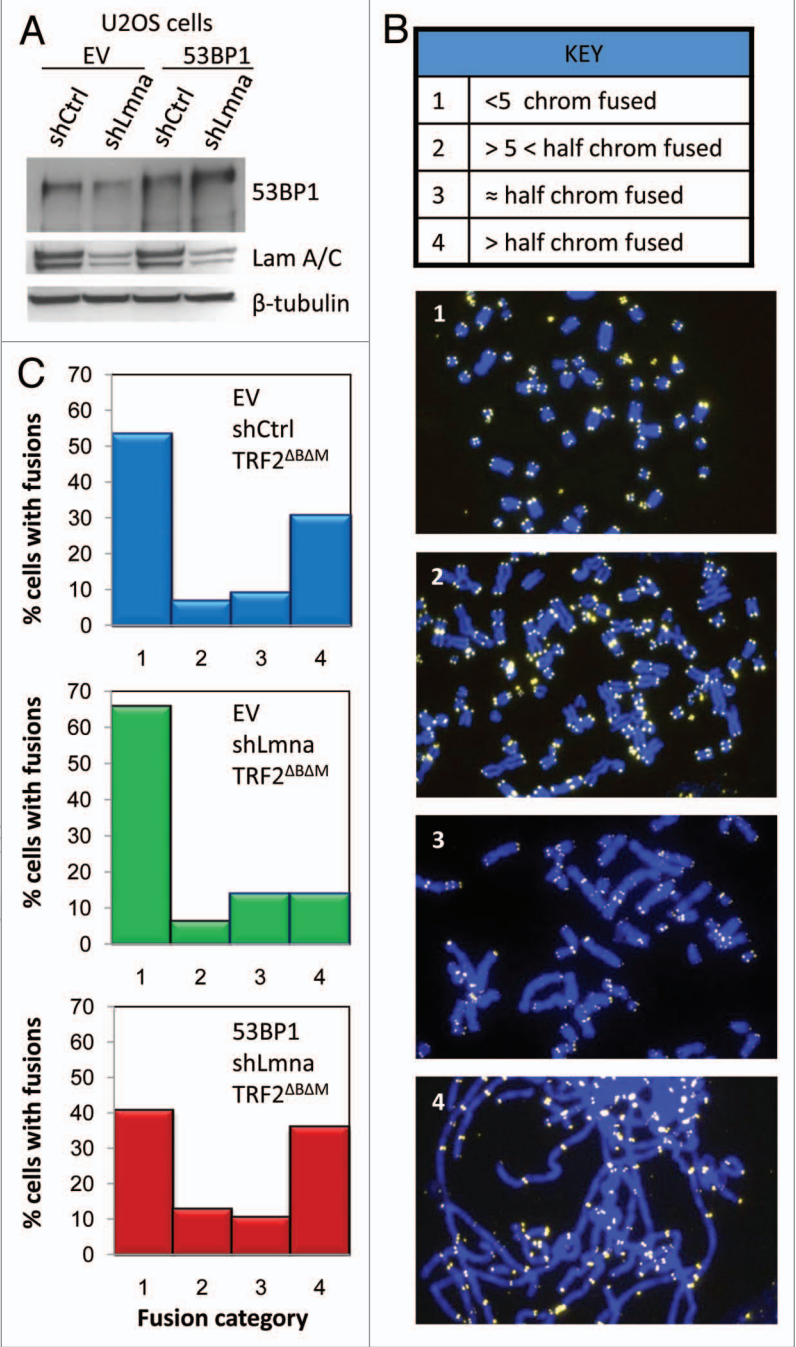 A
U2OS cells
EV 53BP1
shCtrl shLmna shCtrl shLmna
53BP1
Lam A/C
β-tubulin
B
KEY
1 <5 chrom fused
2 > 5 < half chrom fused
3 ≈ half chrom fused
4 > half chrom fused
1
2
3
4
C
% cells with fusions
70
60
50
40
30
20
10
0
EV
shCtrl
TRF2ΔBΔM
1 2 3 4
% cells with fusions
70
60
50
40
30
20
10
0
EV
shLmna
TRF2ΔBΔM
1 2 3 4
% cells with fusions
70
60
50
40
30
20
10
0
53BP1
shLmna
TRF2ΔBΔM
1 2 3 4
Fusion category